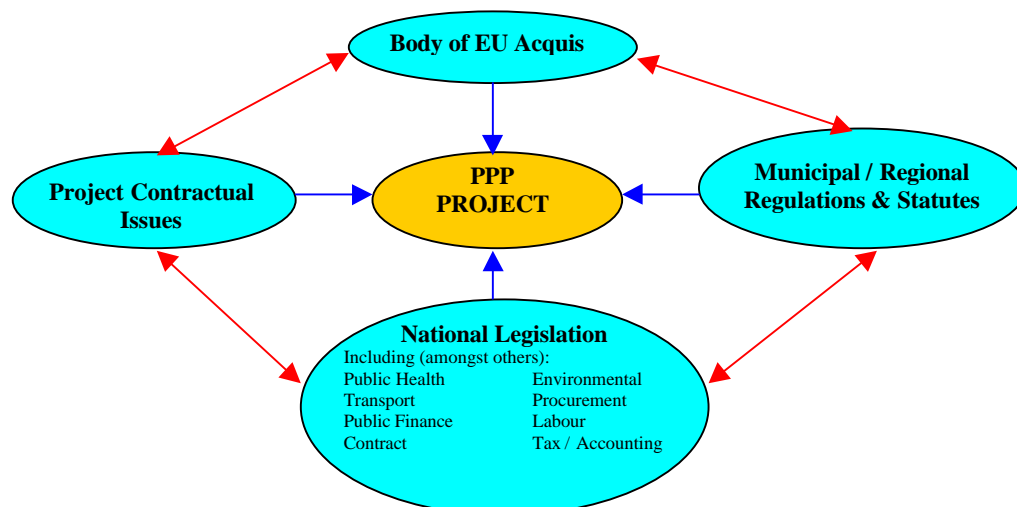 Body of EU Acquis
Project Contractual
Issues
PPP
PROJECT
Municipal / Regional
Regulations & Statutes
National Legislation
Including (amongst others):
Public Health Environmental
Transport Procurement
Public Finance Labour
Contract Tax / Accounting